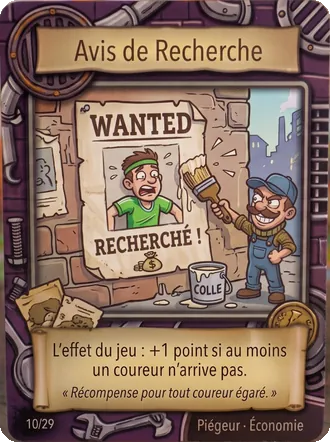 Avis de Recherche
WANTED
RECHERCHÉ !
COLLE
L'effet du jeu : +1 point si au moins
un coureur n'arrive pas.
« Récompense pour tout coureur égaré. »
10/29
Piégeur · Économie